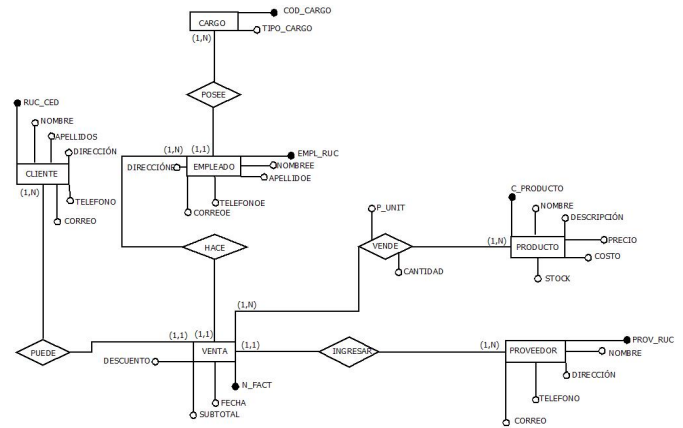 COD_CARGO
CARGO
TIPO_CARGO
(1,N)
POSEE
RUC_CED
NOMBRE
APELLIDOS
DIRECCIÓN
CLIENTE
(1,N)
TELEFONO
CORREO
(1,N) (1,1)
EMPL_RUC
DIRECCIÓNE
EMPLEADO
NOMBREE
APELLIDOE
TELEFONOE
CORREOE
HACE
P_UNIT
VENDE
CANTIDAD
C_PRODUCTO
NOMBRE
DESCRIPCIÓN
(1,N)
PRODUCTO
PRECIO
COSTO
STOCK
(1,N)
(1,1) (1,1)
(1,1)
PUEDE
VENTA
DESCUENTO
N_FACT
FECHA
SUBTOTAL
INGRESAR
(1,N)
PROV_RUC
PROVEEDOR
NOMBRE
DIRECCIÓN
TELEFONO
CORREO